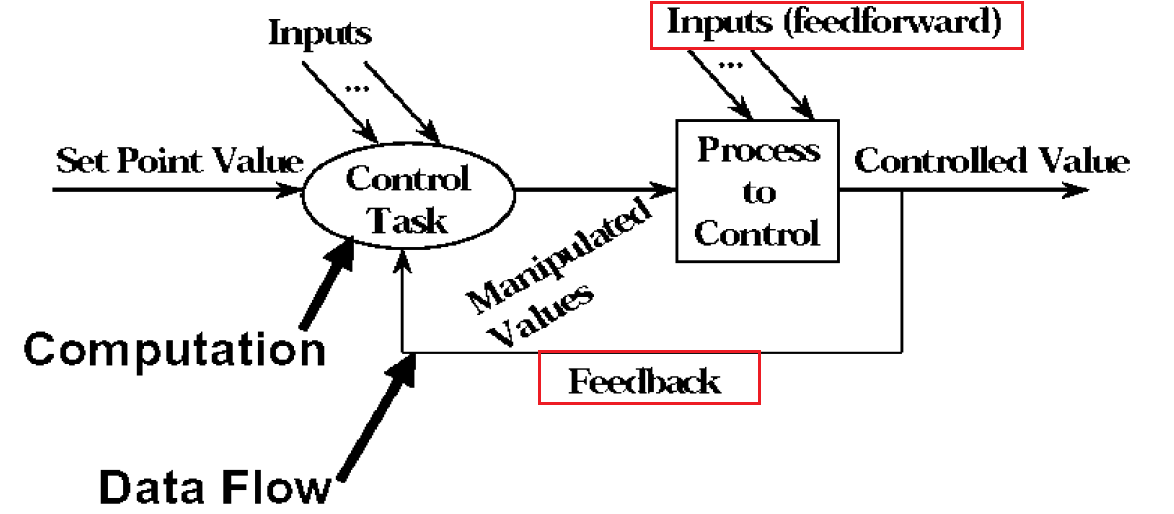 Inputs (feedforward)
Inputs
...
...
Set Point Value
Control
Task
Process
to
Control
Controlled Value
Manipulated
Values
Computation
Feedback
Data Flow